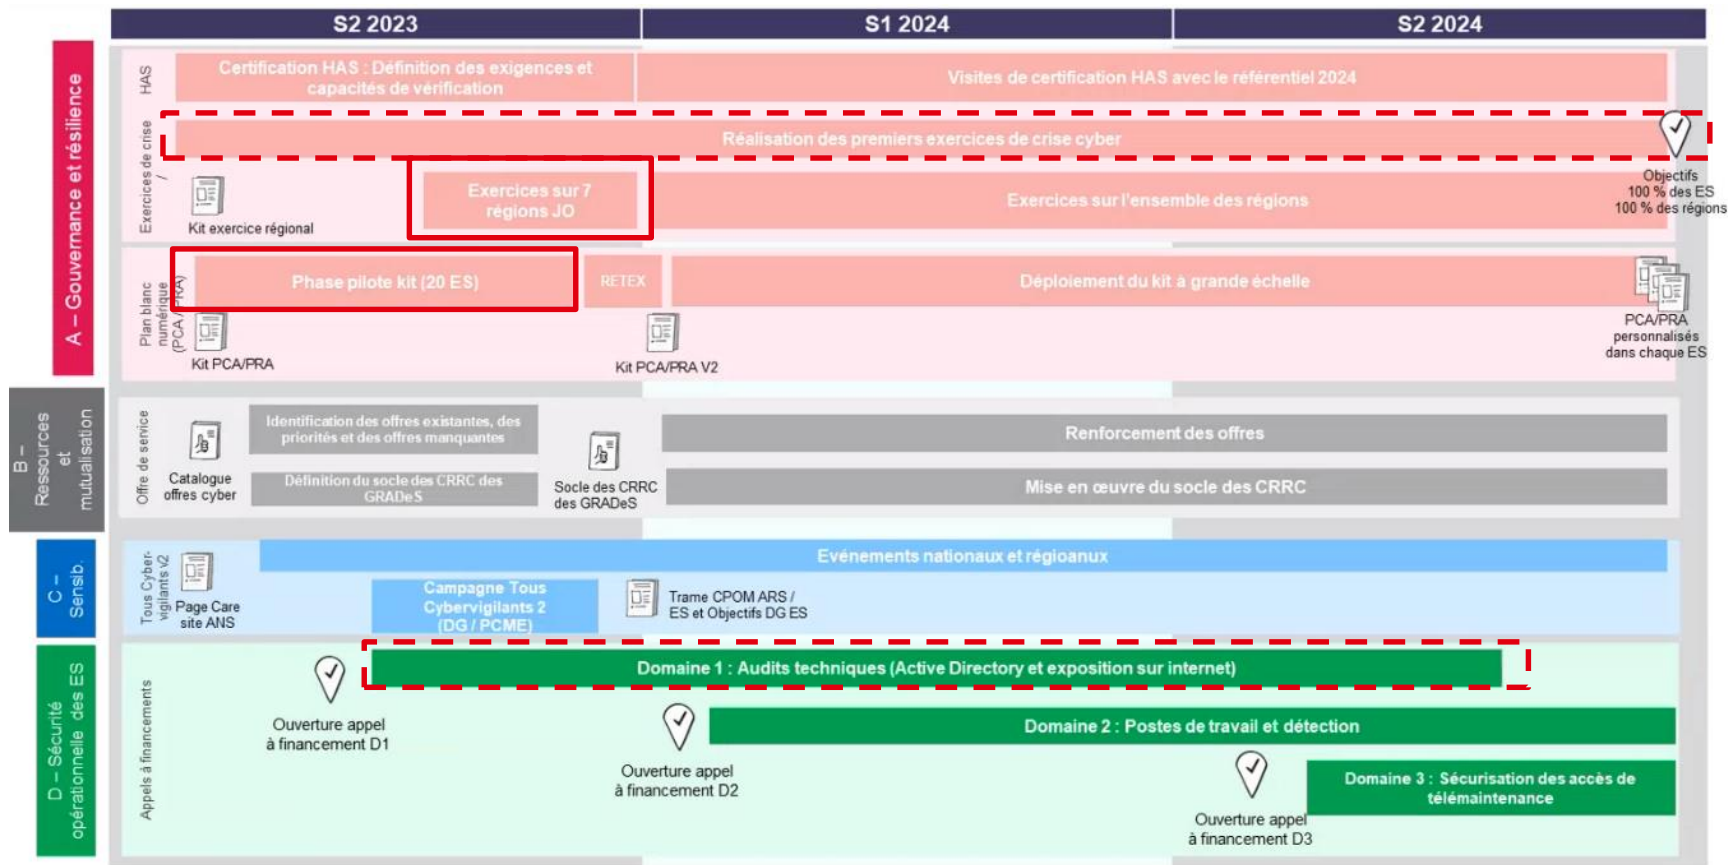 S2 2023
S1 2024
S2 2024
A – Gouvernance et résilience
HAS
Certification HAS : Définition des exigences et
capacités de vérification
Visites de certification HAS avec le référentiel 2024
Exercices de crise
/
Réalisation des premiers exercices de crise cyber
Kit exercice régional
Exercices sur 7
régions JO
Exercices sur l'ensemble des régions
Objectifs
100 % des ES
100 % des régions
Plan blanc
numérique
(PCA / PRA)
Phase pilote kit (20 ES)
RETEX
Déploiement du kit à grande échelle
Kit PCA/PRA
Kit PCA/PRA V2
PCA/PRA
personnalisés
dans chaque ES
B –
Ressources
et
mutualisation
Offre de service
Catalogue
offres cyber
Identification des offres existantes, des
priorités et des offres manquantes
Définition du socle des CRRC des
GRADeS
Socle des CRRC
des GRADeS
Renforcement des offres
Mise en œuvre du socle des CRRC
C –
Sensib.
Tous Cyber-
vigilants v2
Page Care
site ANS
Evénements nationaux et régioanux
Campagne Tous
Cybervigilants 2
(DG / PCME)
Trame CPOM ARS /
ES et Objectifs DG ES
D – Sécurité
opérationnelle des ES
Appels à financements
Ouverture appel
à financement D1
Domaine 1 : Audits techniques (Active Directory et exposition sur internet)
Ouverture appel
à financement D2
Domaine 2 : Postes de travail et détection
Ouverture appel
à financement D3
Domaine 3 : Sécurisation des accès de
télémaintenance